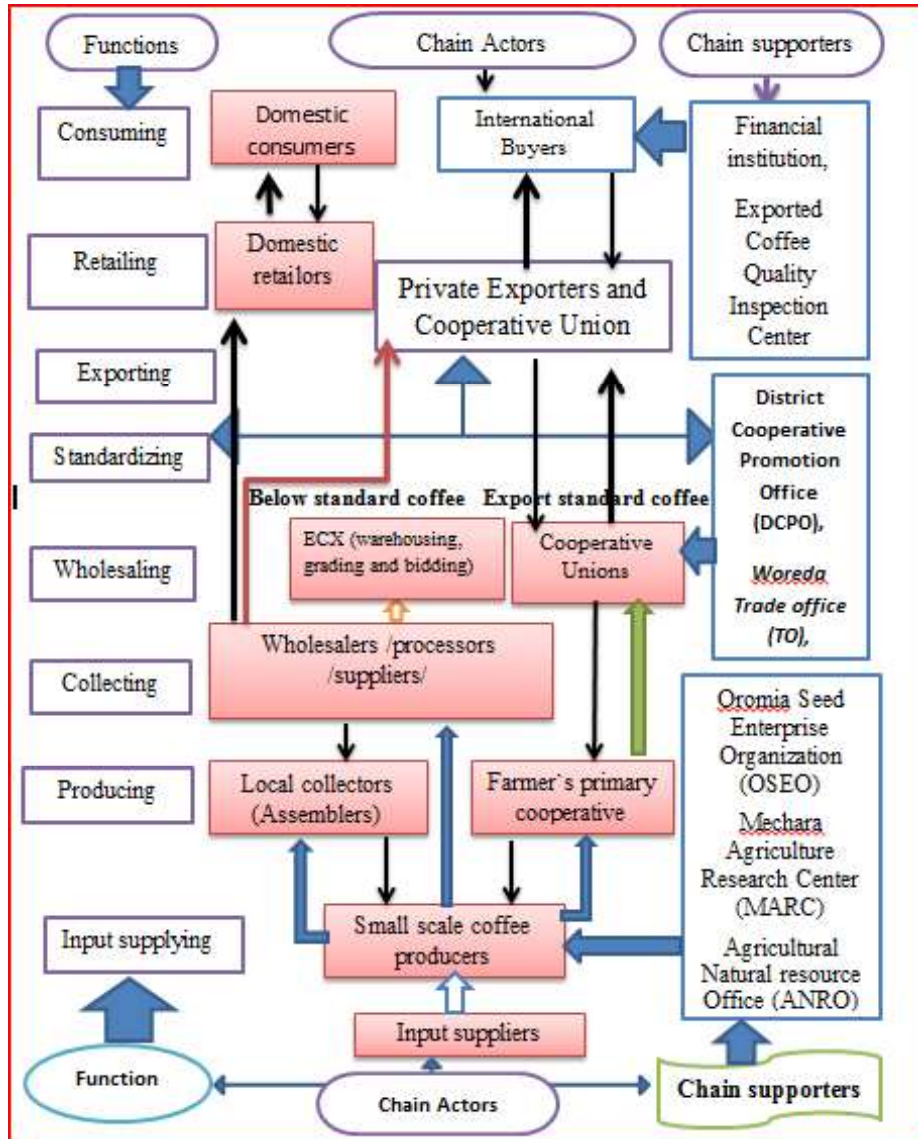 Functions
Chain Actors
Chain supporters
Consuming
Domestic
consumers
International
Buyers
Financial
institution,
Exported
Coffee
Quality
Inspection
Center
Retailing
Domestic
retailors
Private Exporters and
Cooperative Union
Exporting
Standardizing
District
Cooperative
Promotion
Office
(DCPO),
Woreda
Trade office
(TO),
Below standard coffee
Export standard coffee
Wholesaling
ECX (warehousing,
grading and bidding)
Cooperative
Unions
Collecting
Wholesalers /processors
/suppliers/
Oromia Seed
Enterprise
Organization
(OSEO)
Mechara
Agriculture
Research Center
(MARC)
Agricultural
Natural resource
Office (ANRO)
Producing
Local collectors
(Assemblers)
Farmer`s primary
cooperative
Input supplying
Small scale coffee
producers
Input suppliers
Function
Chain Actors
Chain supporters